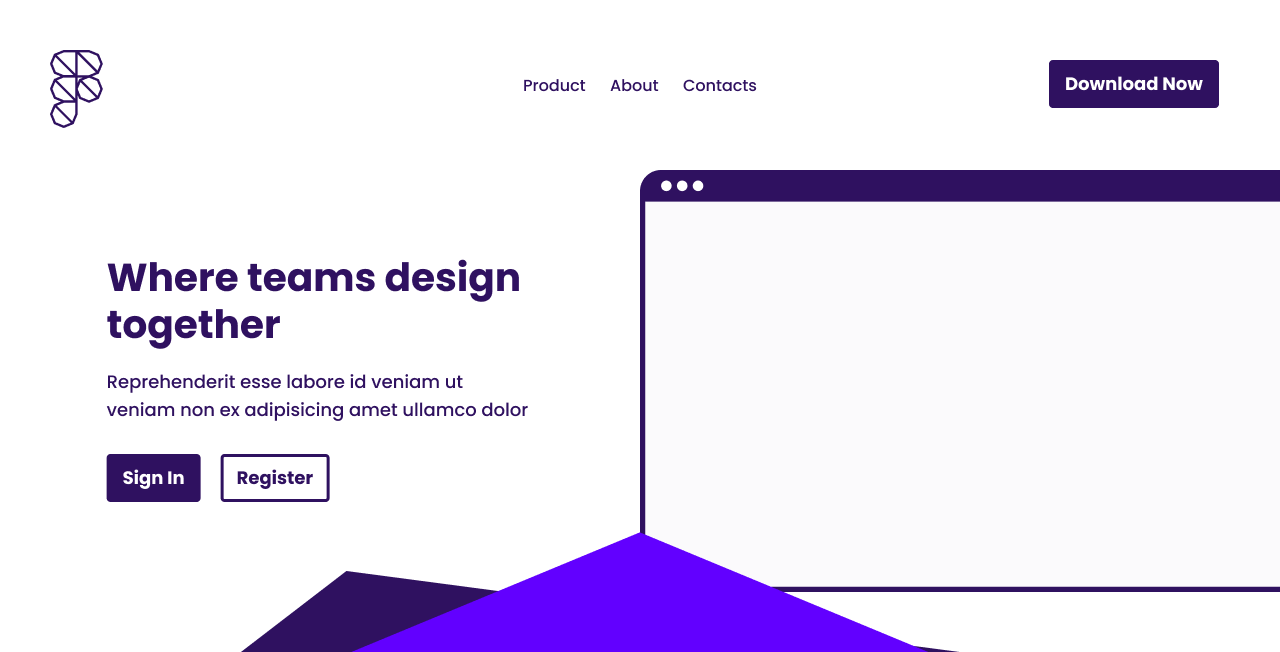 Product About Contacts
Download Now
Where teams design
together
Reprehenderit esse labore id veniam ut
veniam non ex adipisicing amet ullamco dolor
Sign In Register